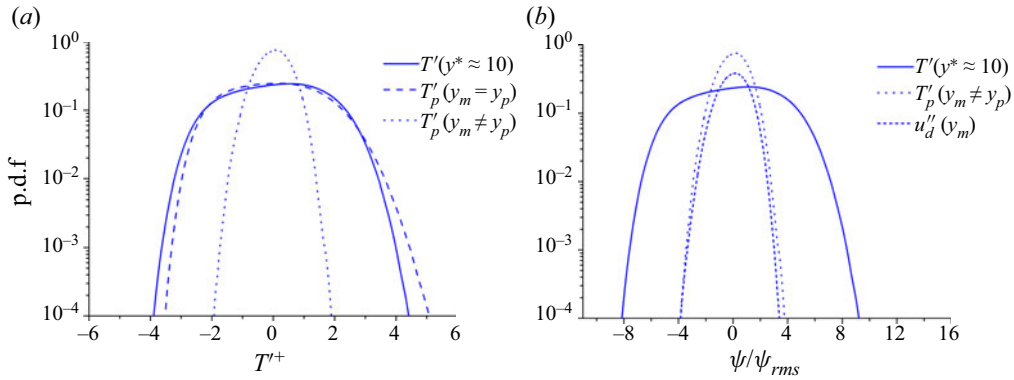 (a)
10^0
10^{-1}
10^{-2}
10^{-3}
10^{-4}
p.d.f
−6 −4 −2 0 2 4 6
T′^+
T′(y* ≈ 10)
T′_p (y_m = y_p)
T′_p (y_m ≠ y_p)
(b)
10^0
10^{-1}
10^{-2}
10^{-3}
10^{-4}
−8 −4 0 4 8 12 16
ψ/ψ_{rms}
T′(y* ≈ 10)
T′_p (y_m ≠ y_p)
u″_d (y_m)